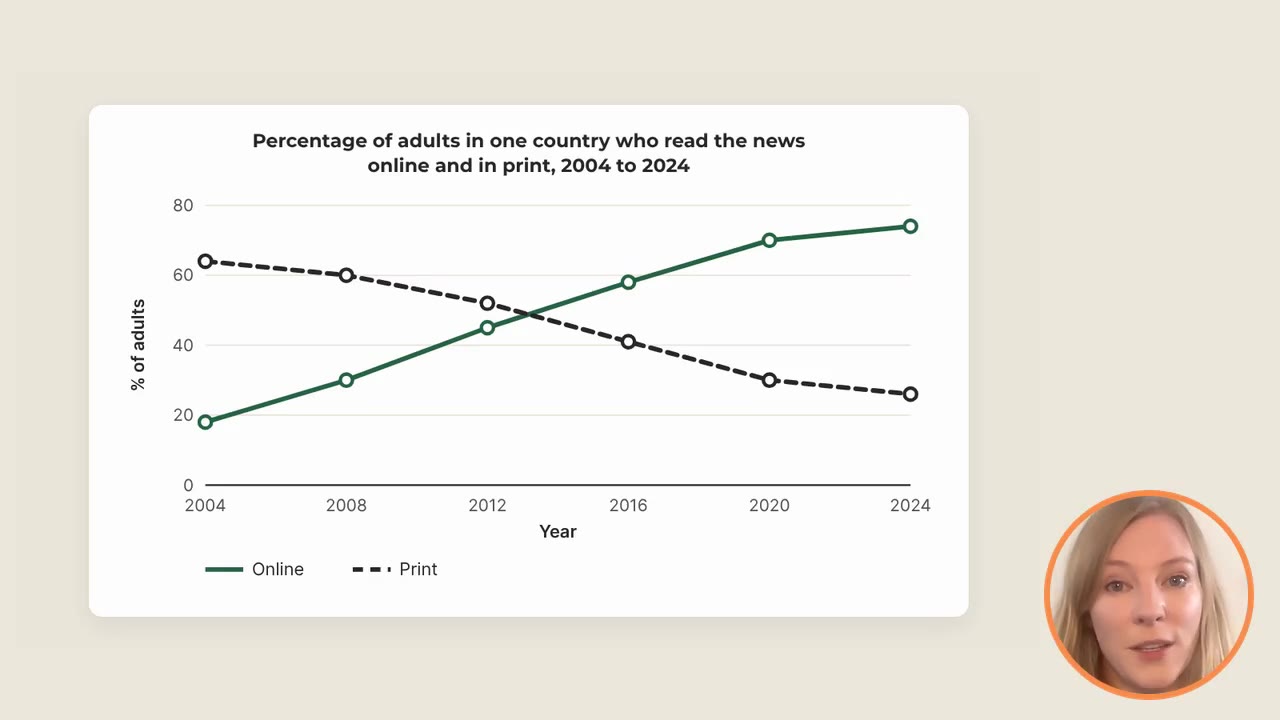 Percentage of adults in one country who read the news
online and in print, 2004 to 2024
80
60
40
20
0
% of adults
2004 2008 2012 2016 2020 2024
Year
Online Print